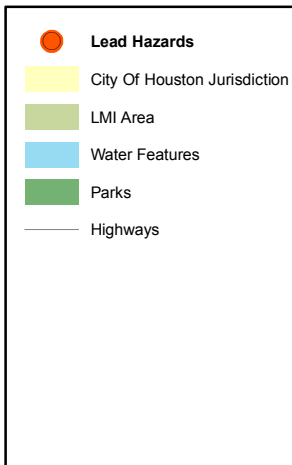 Lead Hazards
City Of Houston Jurisdiction
LMI Area
Water Features
Parks
Highways